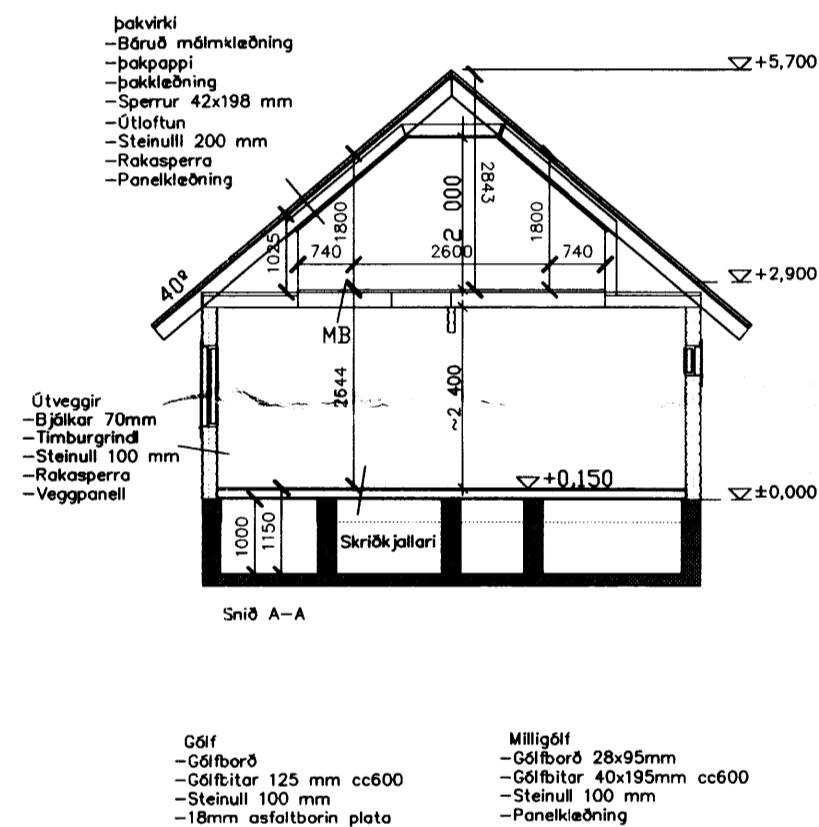 þakvirki
-Báruð málmklæðning
-þakpappi
-þakklæðning
-Sperrur 42x198 mm
-Útloftun
-Steinulll 200 mm
-Rakasperra
-Panelklæðning
+5,700
2843
~2 000
1800
1800
1025
740
2600
740
40º
+2,900
MB
2644
~2 400
Útveggir
-Bjálkar 70mm
-Timburgrind
-Steinull 100 mm
-Rakasperra
-Veggpanell
+0,150
±0,000
1000
1150
Skriðkjallari
Snið A-A
Gólf
-Gólfborð
-Gólfbitar 125 mm cc600
-Steinull 100 mm
-18mm asfaltborin plata
Milligólf
-Gólfborð 28x95mm
-Gólfbitar 40x195mm cc600
-Steinull 100 mm
-Panelklæðning